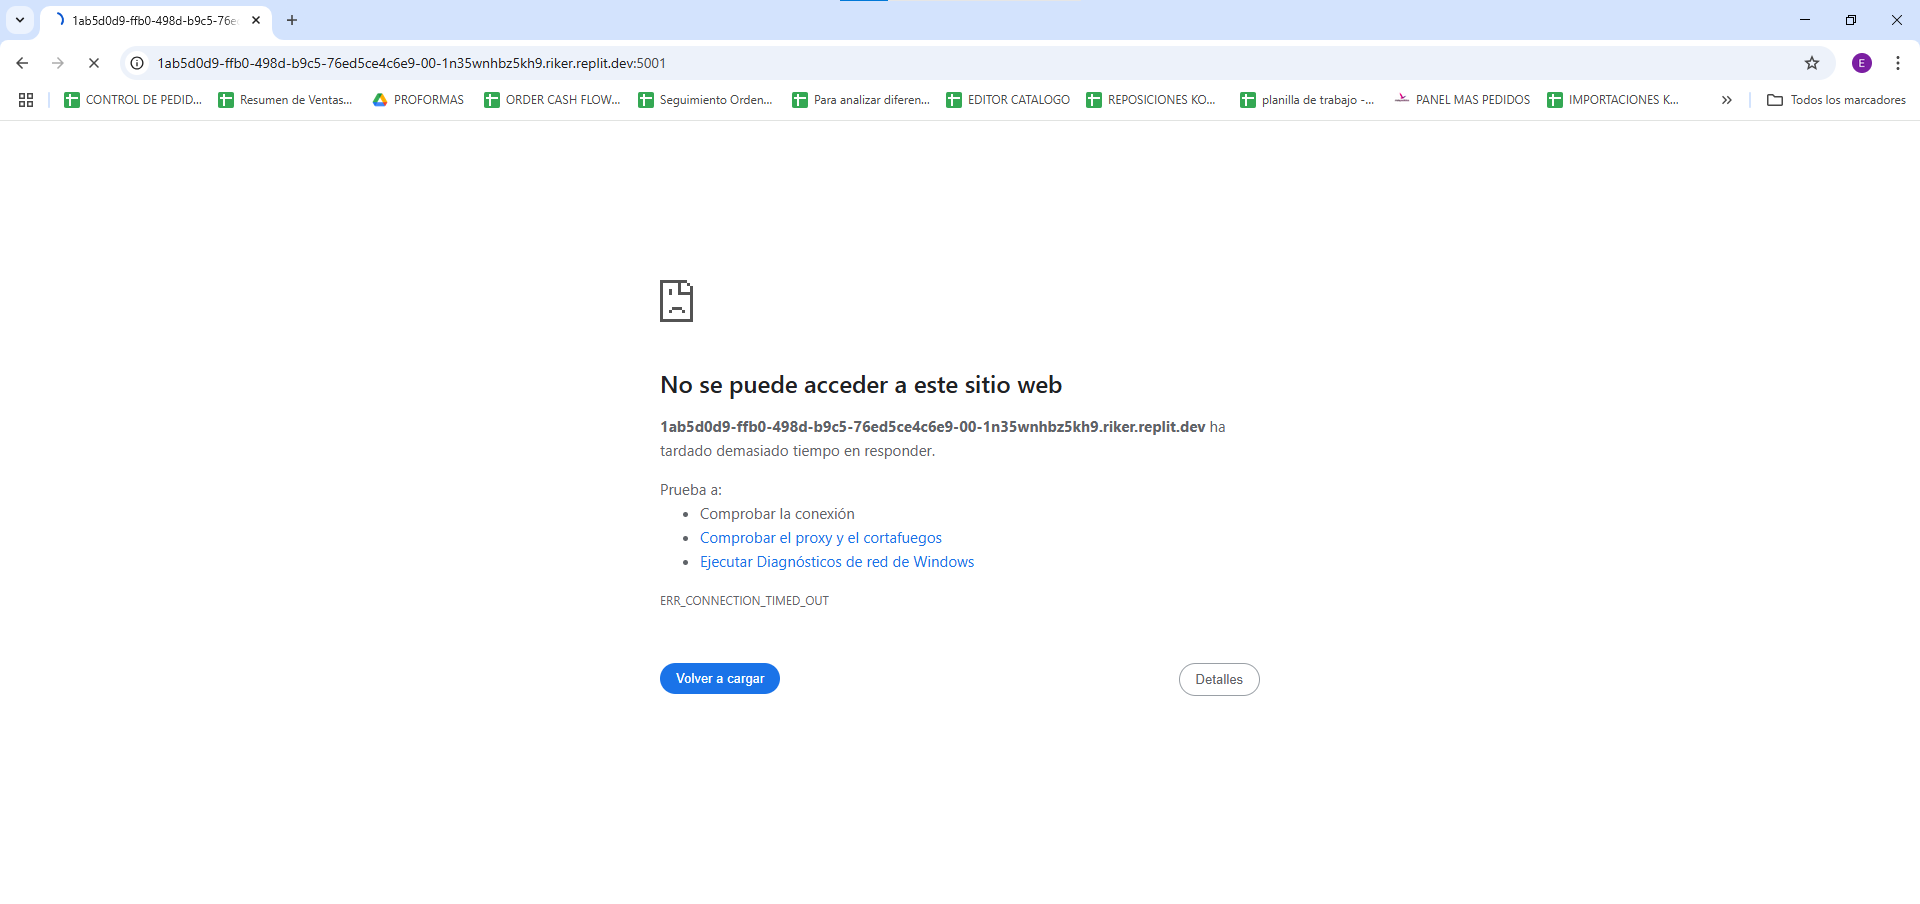 1ab5d0d9-ffb0-498d-b9c5-76e
1ab5d0d9-ffb0-498d-b9c5-76ed5ce4c6e9-00-1n35wnhbz5kh9.riker.replit.dev:5001
E
CONTROL DE PEDID... Resumen de Ventas... PROFORMAS ORDER CASH FLOW... Seguimiento Orden... Para analizar diferen... EDITOR CATALOGO REPOSICIONES KO... planilla de trabajo -... PANEL MAS PEDIDOS IMPORTACIONES K... Todos los marcadores
No se puede acceder a este sitio web
1ab5d0d9-ffb0-498d-b9c5-76ed5ce4c6e9-00-1n35wnhbz5kh9.riker.replit.dev ha
tardado demasiado tiempo en responder.
Prueba a:
• Comprobar la conexión
• Comprobar el proxy y el cortafuegos
• Ejecutar Diagnósticos de red de Windows
ERR_CONNECTION_TIMED_OUT
Volver a cargar Detalles